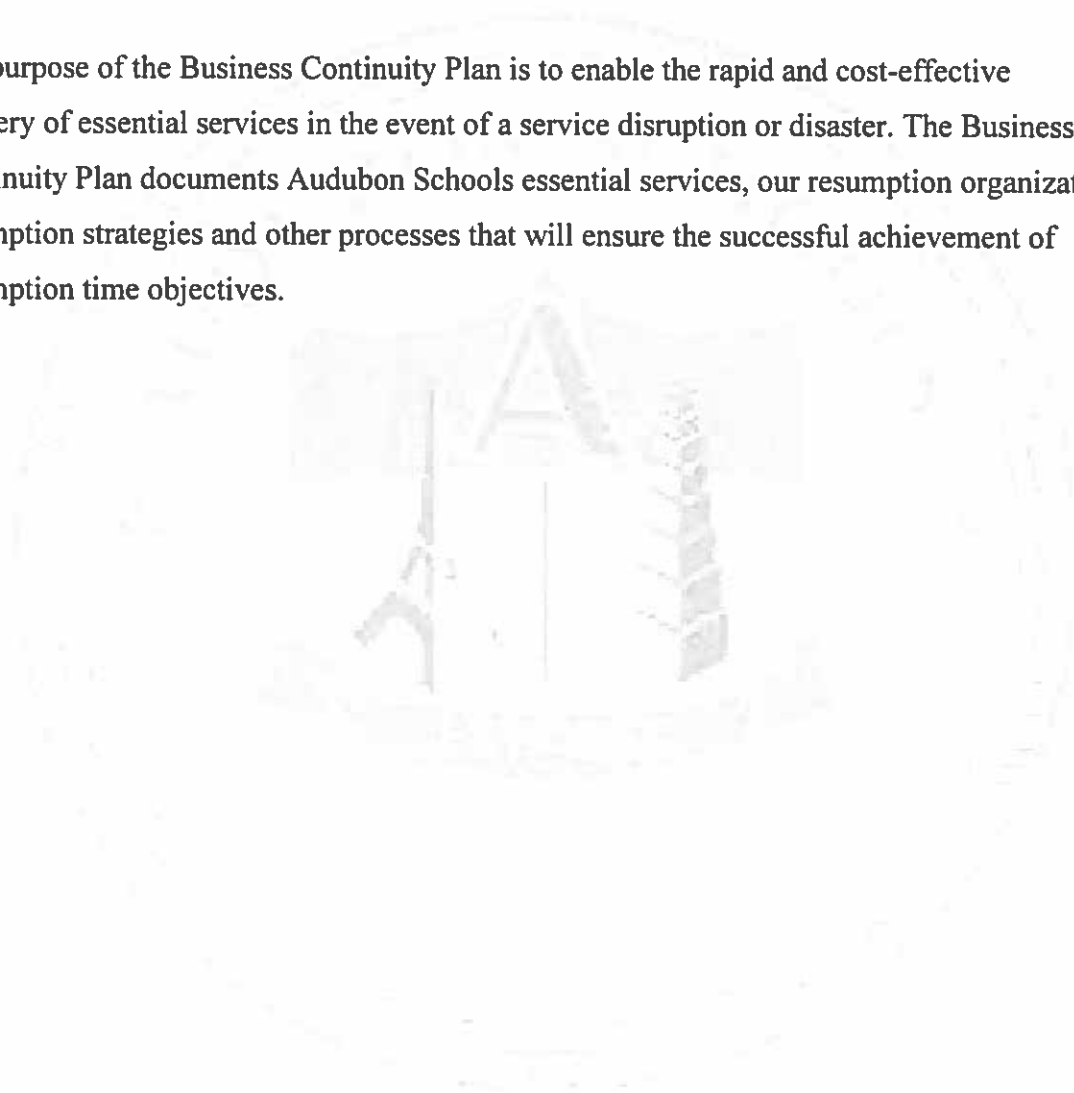 purpose of the Business Continuity Plan is to enable the rapid and cost-effective
ery of essential services in the event of a service disruption or disaster. The Business
nuity Plan documents Audubon Schools essential services, our resumption organizat
ption strategies and other processes that will ensure the successful achievement of
ption time objectives.
A